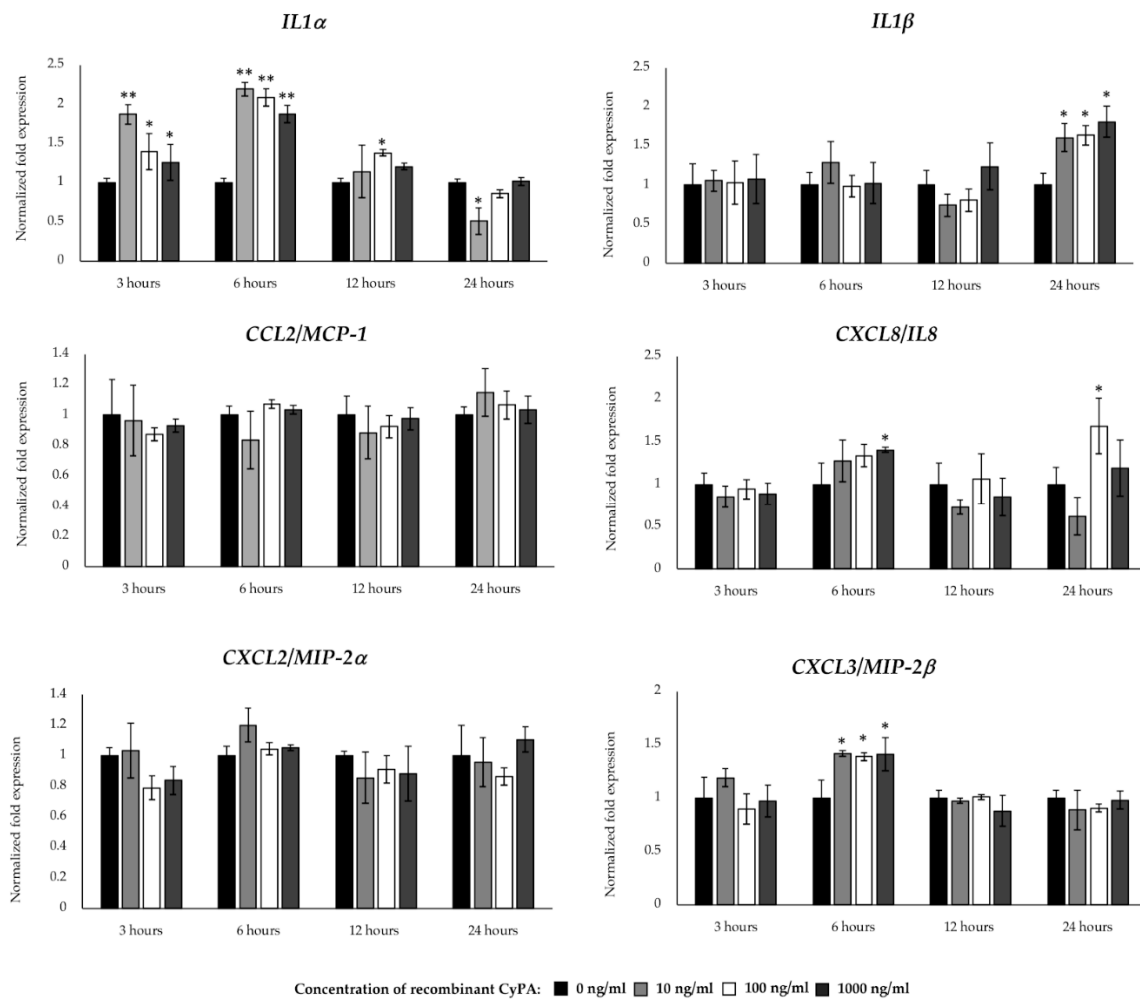 IL1α
Normalized fold expression
2.5
2
1.5
1
0.5
0
** * * ** ** ** * *
3 hours 6 hours 12 hours 24 hours
IL1β
Normalized fold expression
2.5
2
1.5
1
0.5
0
* * *
3 hours 6 hours 12 hours 24 hours
CCL2/MCP-1
Normalized fold expression
1.4
1.2
1
0.8
0.6
0.4
0.2
0
3 hours 6 hours 12 hours 24 hours
CXCL8/IL8
Normalized fold expression
2.5
2
1.5
1
0.5
0
* *
3 hours 6 hours 12 hours 24 hours
CXCL2/MIP-2α
Normalized fold expression
1.4
1.2
1
0.8
0.6
0.4
0.2
0
3 hours 6 hours 12 hours 24 hours
CXCL3/MIP-2β
Normalized fold expression
2
1.5
1
0.5
0
* * *
3 hours 6 hours 12 hours 24 hours
Concentration of recombinant CyPA: 0 ng/ml 10 ng/ml 100 ng/ml 1000 ng/ml